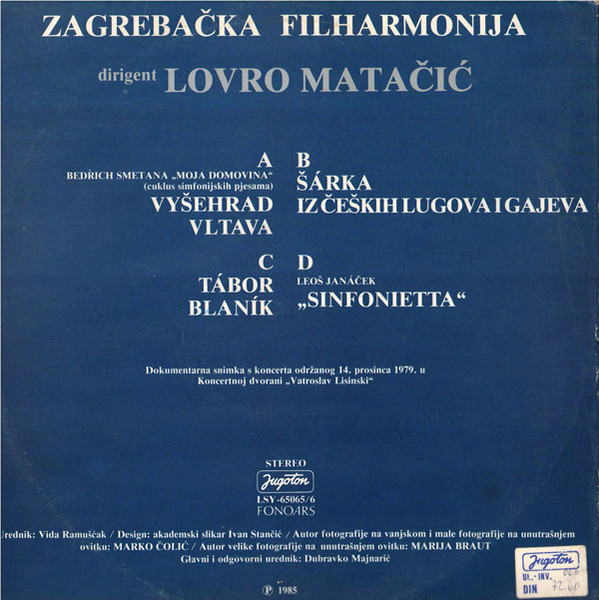 ZAGREBAČKA FILHARMONIJA
dirigent LOVRO MATAČIĆ
A
BEDŘICH SMETANA „MOJA DOMOVINA“
(cuklus simfonijskih pjesama)
VYŠEHRAD
VLTAVA
B
ŠÁRKA
IZ ČEŠKIH LUGOVA I GAJEVA
C
TÁBOR
BLANÍK
D
LEOŠ JANÁČEK
„SINFONIETTA“
Dokumentarna snimka s koncerta održanog 14. prosinca 1979. u
Koncertnoj dvorani „Vatroslav Lisinski“
STEREO
Jugoton
LSY-65065/6
FONOARS
Urednik: Vida Ramušćak / Design: akademski slikar Ivan Stančić / Autor fotografije na vanjskom i male fotografije na unutrašnjem
ovitku: MARKO ČOLIĆ / Autor velike fotografije na unutrašnjem ovitku: MARIJA BRAUT
Glavni i odgovorni urednik: Dubravko Majnarić
Ⓟ 1985
Jugoton
UL.-INV.
DIN